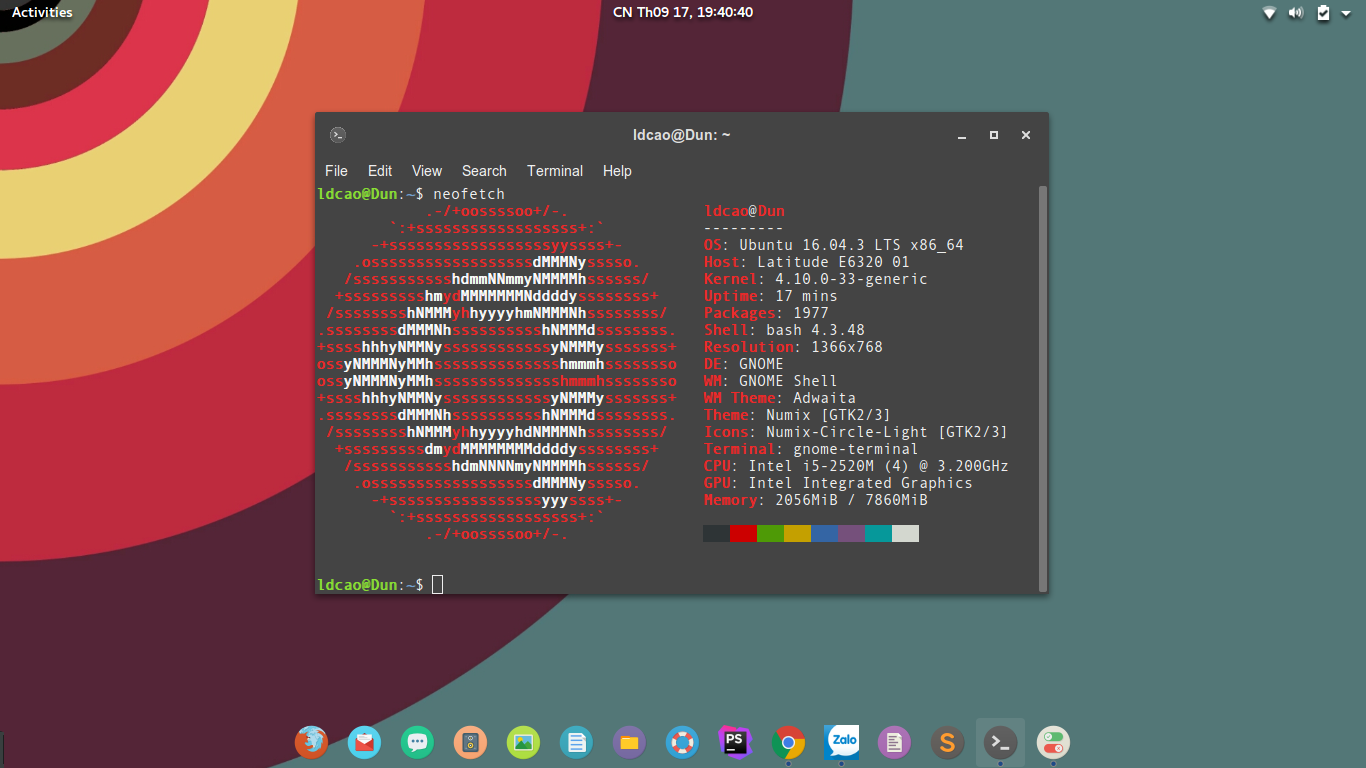 Activities
CN Th09 17, 19:40:40
ldcao@Dun: ~
File Edit View Search Terminal Help
ldcao@Dun:~$ neofetch
.-/+oossssoo+/-. ldcao@Dun
`:+ssssssssssssssssss+:` ---------
-+ssssssssssssssssssyyssss+- OS: Ubuntu 16.04.3 LTS x86_64
.ossssssssssssssssssdMMMNysssso. Host: Latitude E6320 01
/ssssssssssshdmmNNmmyNMMMMhssssss/ Kernel: 4.10.0-33-generic
+ssssssssshmydMMMMMMMNddddyssssssss+ Uptime: 17 mins
/sssssssshNMMMyhhyyyyhmNMMMNhssssssss/ Packages: 1977
.ssssssssdMMMNhsssssssssshNMMMdssssssss. Shell: bash 4.3.48
+sssshhhyNMMNyssssssssssssyNMMMysssssss+ Resolution: 1366x768
ossyNMMMNyMMhsssssssssssssshmmmhssssssso DE: GNOME
ossyNMMMNyMMhsssssssssssssshmmmhssssssso WM: GNOME Shell
+sssshhhyNMMNyssssssssssssyNMMMysssssss+ WM Theme: Adwaita
.ssssssssdMMMNhsssssssssshNMMMdssssssss. Theme: Numix [GTK2/3]
/sssssssshNMMMyhhyyyyhdNMMMNhssssssss/ Icons: Numix-Circle-Light [GTK2/3]
+sssssssssdmydMMMMMMMMddddyssssssss+ Terminal: gnome-terminal
/ssssssssssshdmNNNNmyNMMMMhssssss/ CPU: Intel i5-2520M (4) @ 3.200GHz
.ossssssssssssssssssdMMMNysssso. GPU: Intel Integrated Graphics
-+sssssssssssssssssyyyssss+- Memory: 2056MiB / 7860MiB
`:+ssssssssssssssssss+:`
.-/+oossssoo+/-.
ldcao@Dun:~$
PS
Zalo
S